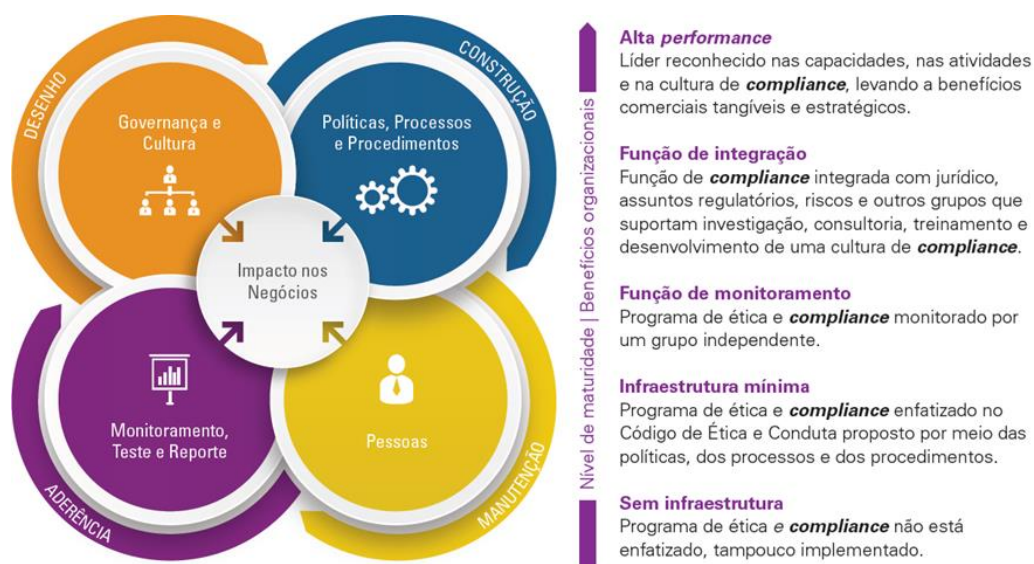 DESENHO
Governança e
Cultura
CONSTRUÇÃO
Políticas, Processos
e Procedimentos
Impacto nos
Negócios
ADERÊNCIA
Monitoramento,
Teste e Reporte
MANUTENÇÃO
Pessoas
Nível de maturidade | Benefícios organizacionais
Alta performance
Líder reconhecido nas capacidades, nas atividades
e na cultura de compliance, levando a benefícios
comerciais tangíveis e estratégicos.
Função de integração
Função de compliance integrada com jurídico,
assuntos regulatórios, riscos e outros grupos que
suportam investigação, consultoria, treinamento e
desenvolvimento de uma cultura de compliance.
Função de monitoramento
Programa de ética e compliance monitorado por
um grupo independente.
Infraestrutura mínima
Programa de ética e compliance enfatizado no
Código de Ética e Conduta proposto por meio das
políticas, dos processos e dos procedimentos.
Sem infraestrutura
Programa de ética e compliance não está
enfatizado, tampouco implementado.